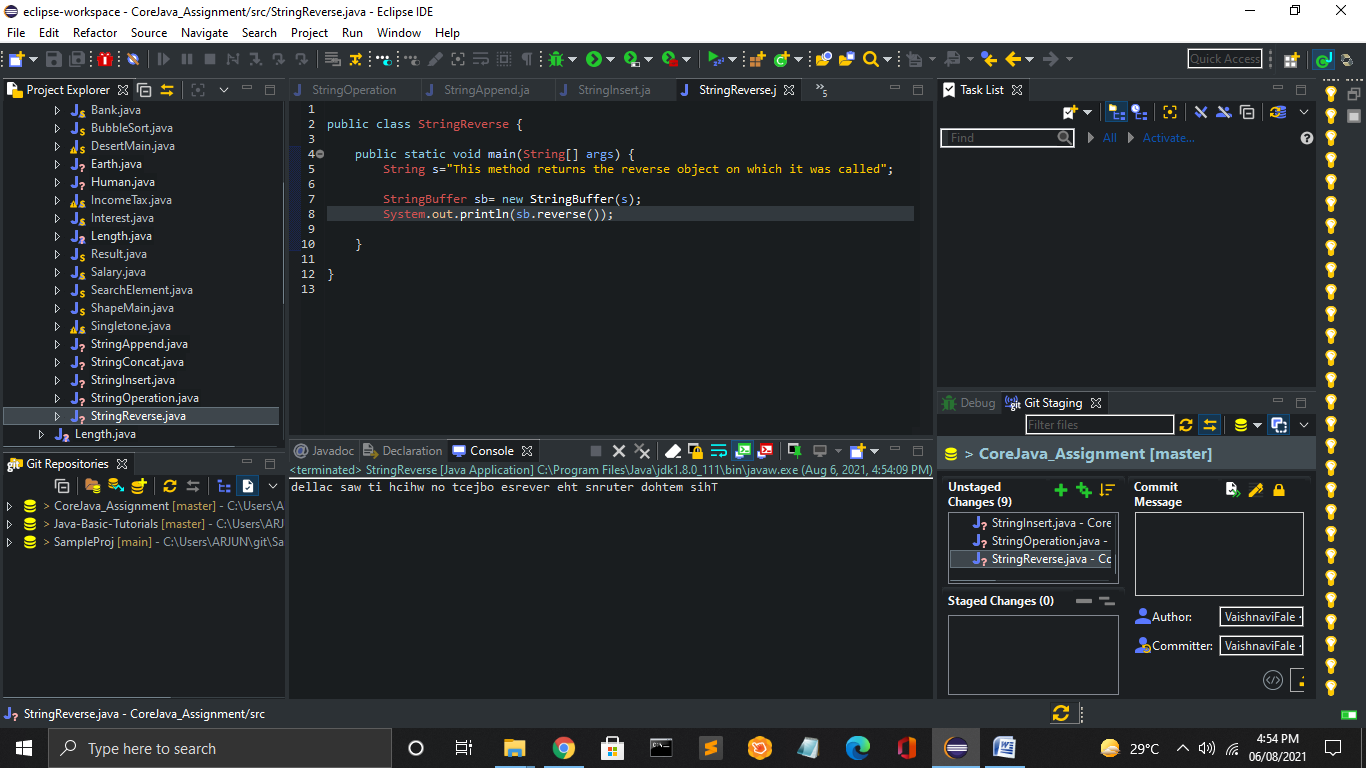 eclipse-workspace - CoreJava_Assignment/src/StringReverse.java - Eclipse IDE
File Edit Refactor Source Navigate Search Project Run Window Help
Quick Access
Project Explorer
Bank.java
BubbleSort.java
DesertMain.java
Earth.java
Human.java
IncomeTax.java
Interest.java
Length.java
Result.java
Salary.java
SearchElement.java
ShapeMain.java
Singletone.java
StringAppend.java
StringConcat.java
StringInsert.java
StringOperation.java
StringReverse.java
Length.java
Git Repositories
> CoreJava_Assignment [master] - C:\Users\A
> Java-Basic-Tutorials [master] - C:\Users\ARJ
> SampleProj [main] - C:\Users\ARJUN\git\Sa
StringOperation StringAppend.ja StringInsert.ja StringReverse.j »5
1
2 public class StringReverse {
3
4 public static void main(String[] args) {
5 String s="This method returns the reverse object on which it was called";
6
7 StringBuffer sb= new StringBuffer(s);
8 System.out.println(sb.reverse());
9
10 }
11
12 }
13
Javadoc Declaration Console
<terminated> StringReverse [Java Application] C:\Program Files\Java\jdk1.8.0_111\bin\javaw.exe (Aug 6, 2021, 4:54:09 PM)
dellac saw ti hcihw no tcejbo esrever eht snruter dohtem sihT
Task List
Find All Activate...
Debug Git Staging
Filter files
> CoreJava_Assignment [master]
Unstaged Changes (9)
StringInsert.java - Core
StringOperation.java -
StringReverse.java - Co
Staged Changes (0)
Commit Message
Author: VaishnaviFale
Committer: VaishnaviFale
StringReverse.java - CoreJava_Assignment/src
Type here to search
29°C
4:54 PM
06/08/2021